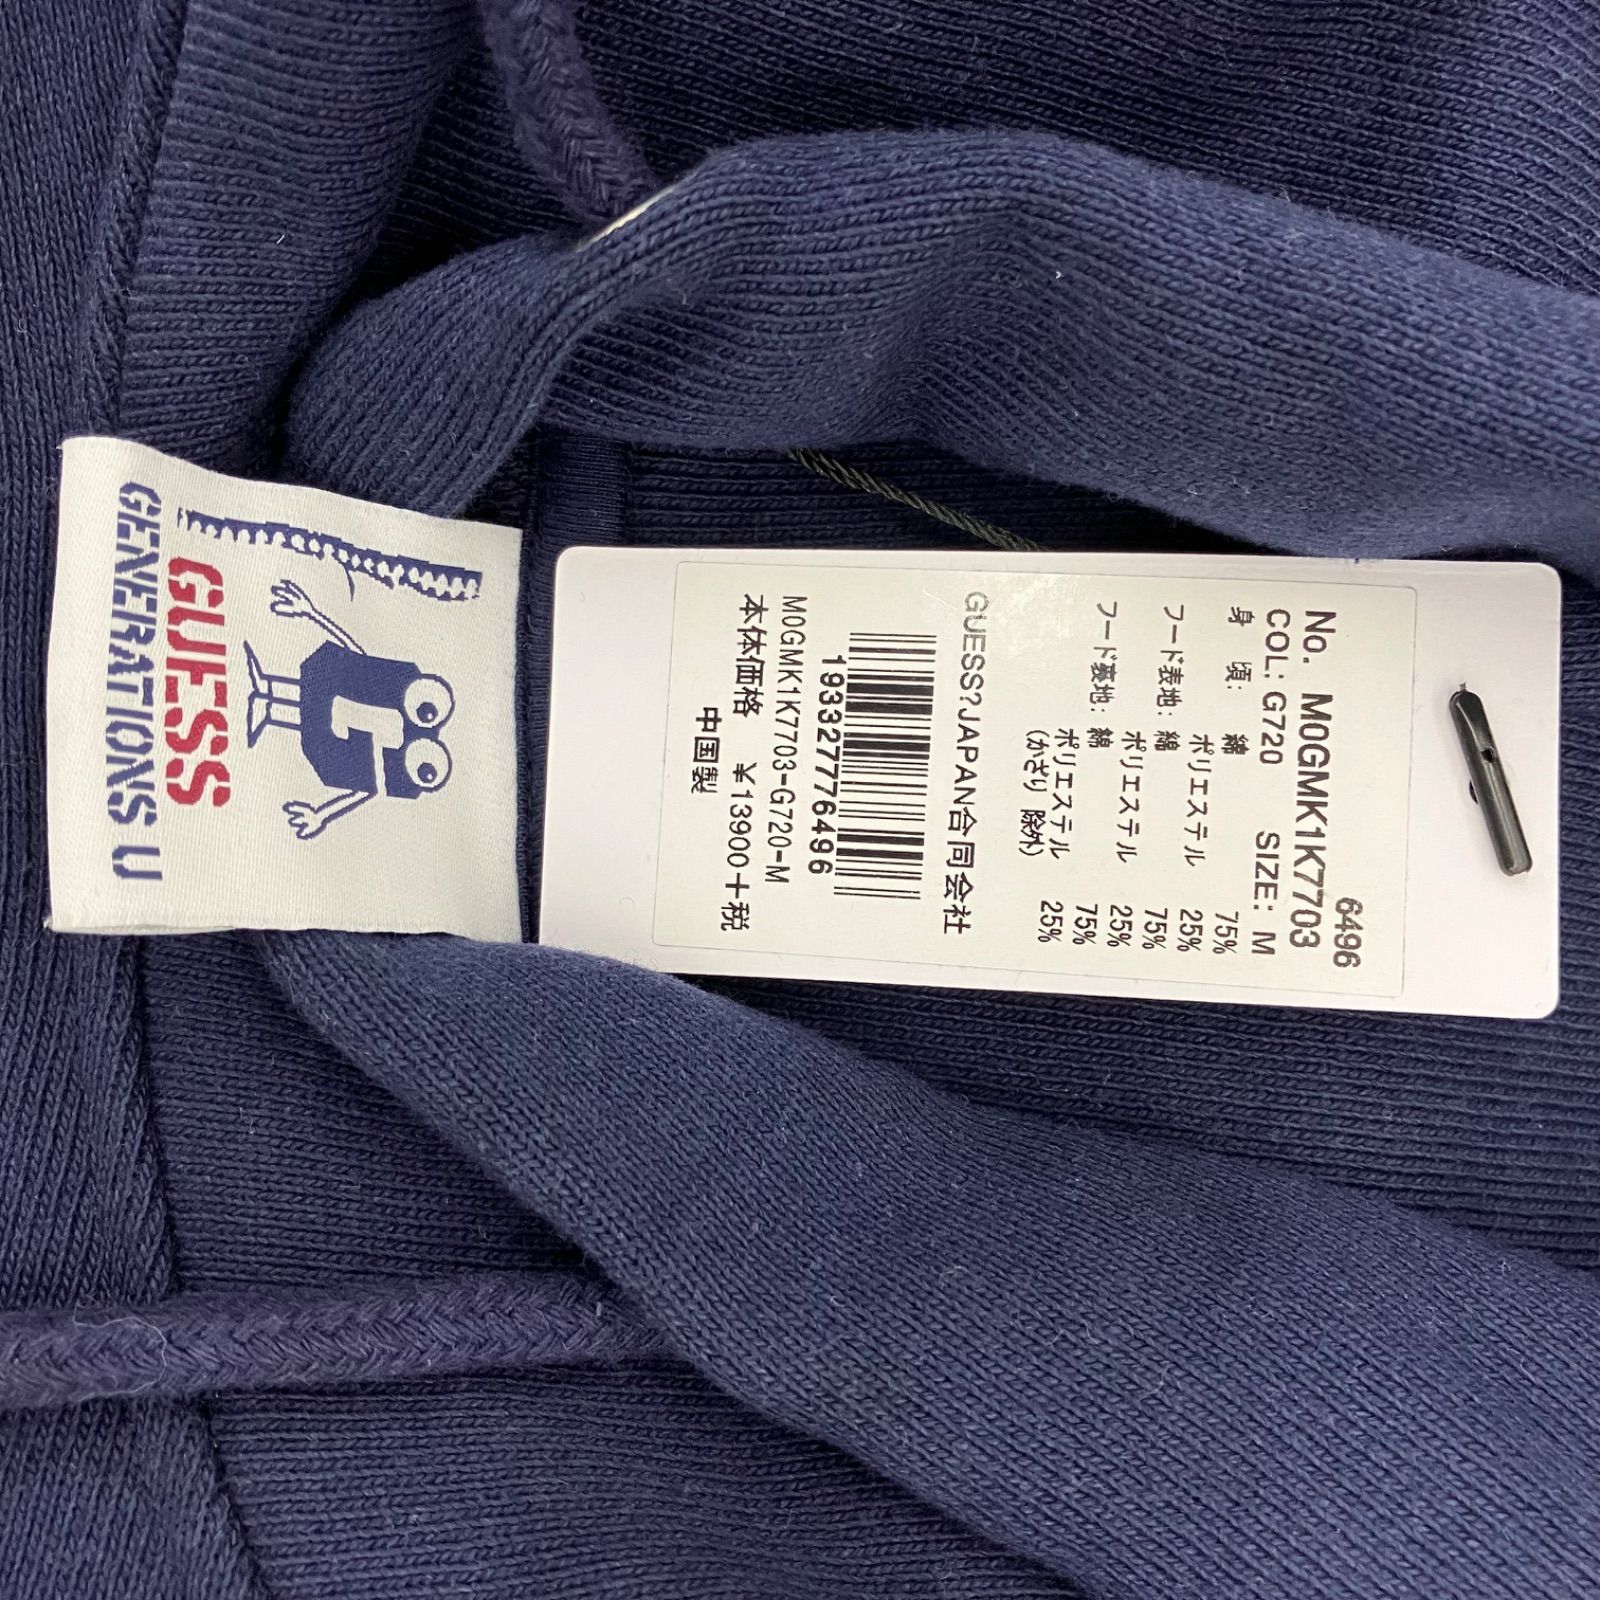 GUESS
GENERATIONS U
6496
No. M0GMK1K7703
COL: G720 SIZE: M
身 頃: 綿 75%
ポリエステル 25%
フード表地: 綿 75%
ポリエステル 25%
フード裏地: 綿 75%
ポリエステル 25%
(かざり 除外)
GUESS?JAPAN合同会社
193327776496
M0GMK1K7703-G720-M
本体価格 ￥13900+税
中国製